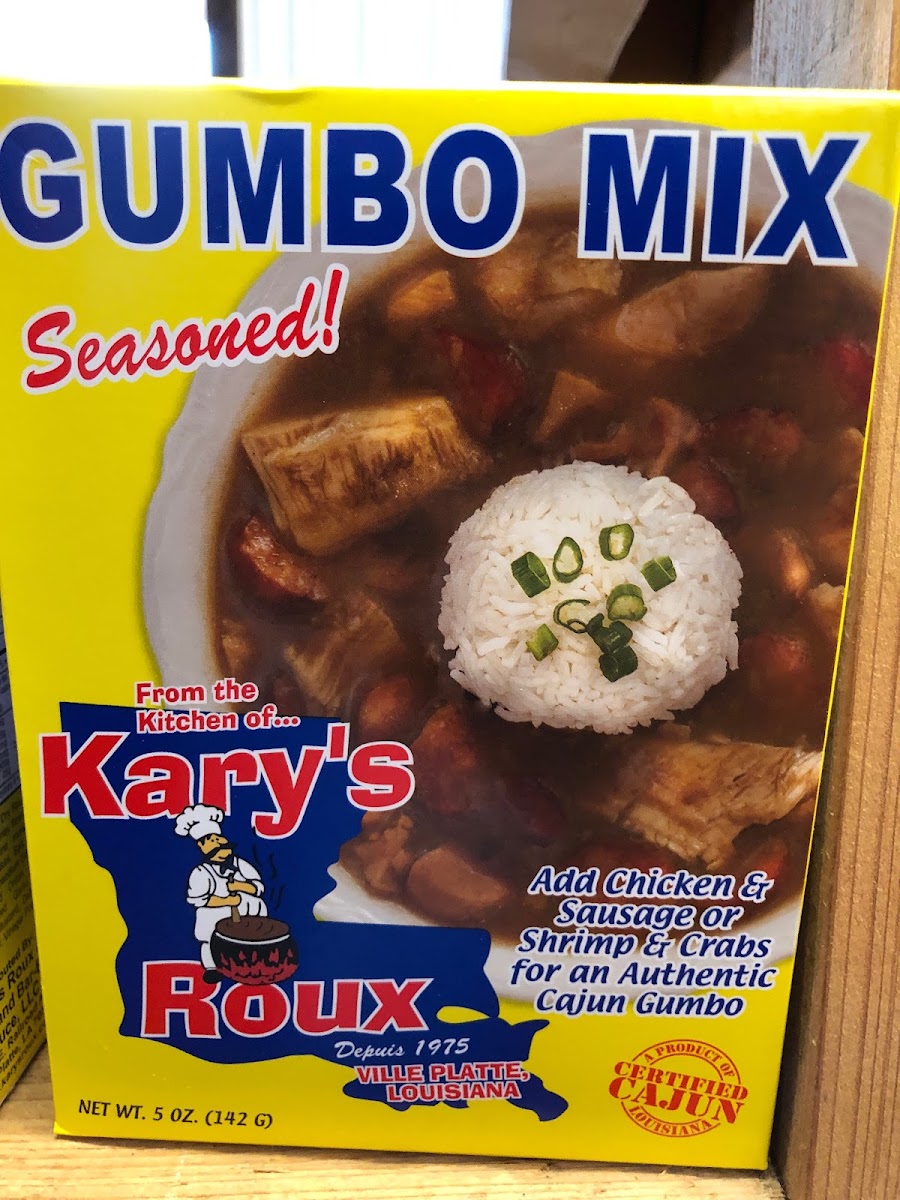 GUMBO MIX
Seasoned!
From the
Kitchen of...
Kary's
Roux
Depuis 1975
VILLE PLATTE,
LOUISIANA
Add Chicken &
Sausage or
Shrimp & Crabs
for an Authentic
Cajun Gumbo
A PRODUCT OF
CERTIFIED
CAJUN
LOUISIANA
NET WT. 5 OZ. (142 G)